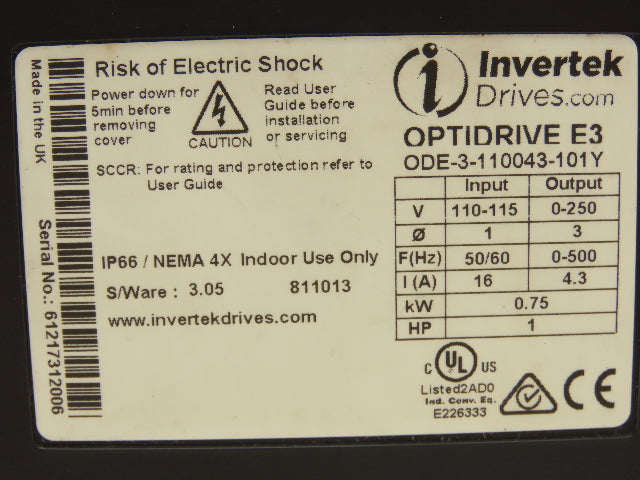 Made in the UK
Serial No.: 61217312006
Risk of Electric Shock
Power down for
5min before
removing
cover
CAUTION
Read User
Guide before
installation
or servicing
SCCR: For rating and protection refer to
User Guide
IP66 / NEMA 4X Indoor Use Only
S/Ware : 3.05 811013
www.invertekdrives.com
i
Invertek
Drives.com
OPTIDRIVE E3
ODE-3-110043-101Y
Input Output
V 110-115 0-250
Ø 1 3
F(Hz) 50/60 0-500
I (A) 16 4.3
kW 0.75
HP 1
C UL US
Listed2AD0
Ind. Conv. Eq.
E226333
CE